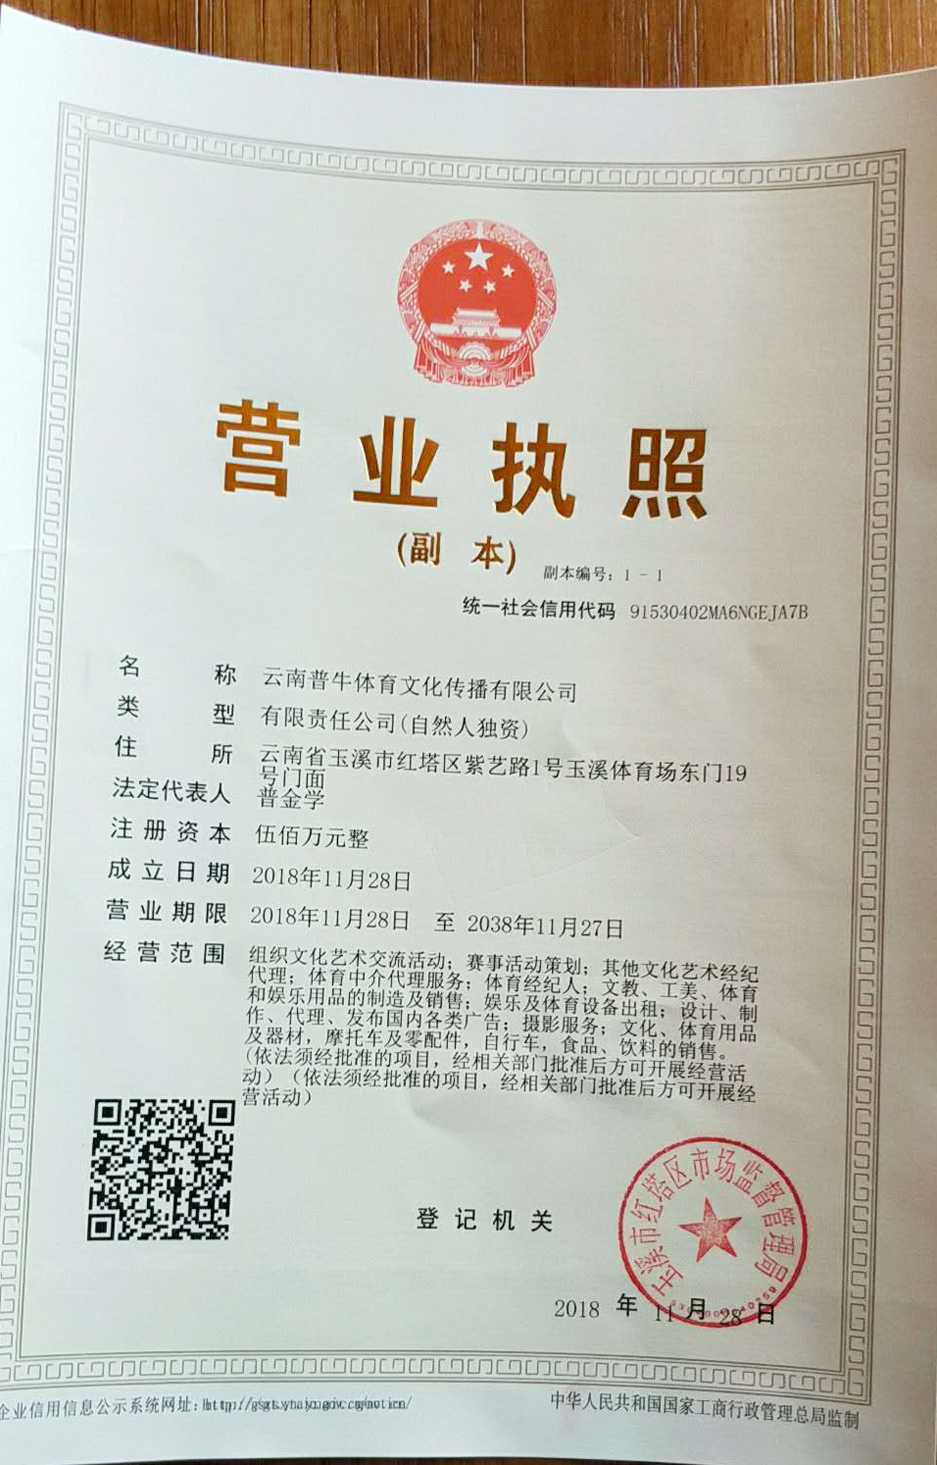 营业执照
(副 本)
副本编号：1 - 1
统一社会信用代码 91530402MA6NGEJA7B
名 称 云南普牛体育文化传播有限公司
类 型 有限责任公司(自然人独资)
住 所 云南省玉溪市红塔区紫艺路1号玉溪体育场东门19
号门面
法定代表人 普金学
注册资本 伍佰万元整
成立日期 2018年11月28日
营业期限 2018年11月28日 至 2038年11月27日
经营范围 组织文化艺术交流活动；赛事活动策划；其他文化艺术经纪
代理；体育中介代理服务；体育经纪人；文教、工美、体育
和娱乐用品的制造及销售；娱乐及体育设备出租；设计、制
作、代理、发布国内各类广告；摄影服务；文化、体育用品
及器材，摩托车及零配件，自行车，食品、饮料的销售。
(依法须经批准的项目，经相关部门批准后方可开展经营活
动）（依法须经批准的项目，经相关部门批准后方可开展经
营活动）
登记机关
玉溪市红塔区市场监督管理局
2018 年 11 月 28 日
企业信用信息公示系统网址：
中华人民共和国国家工商行政管理总局监制